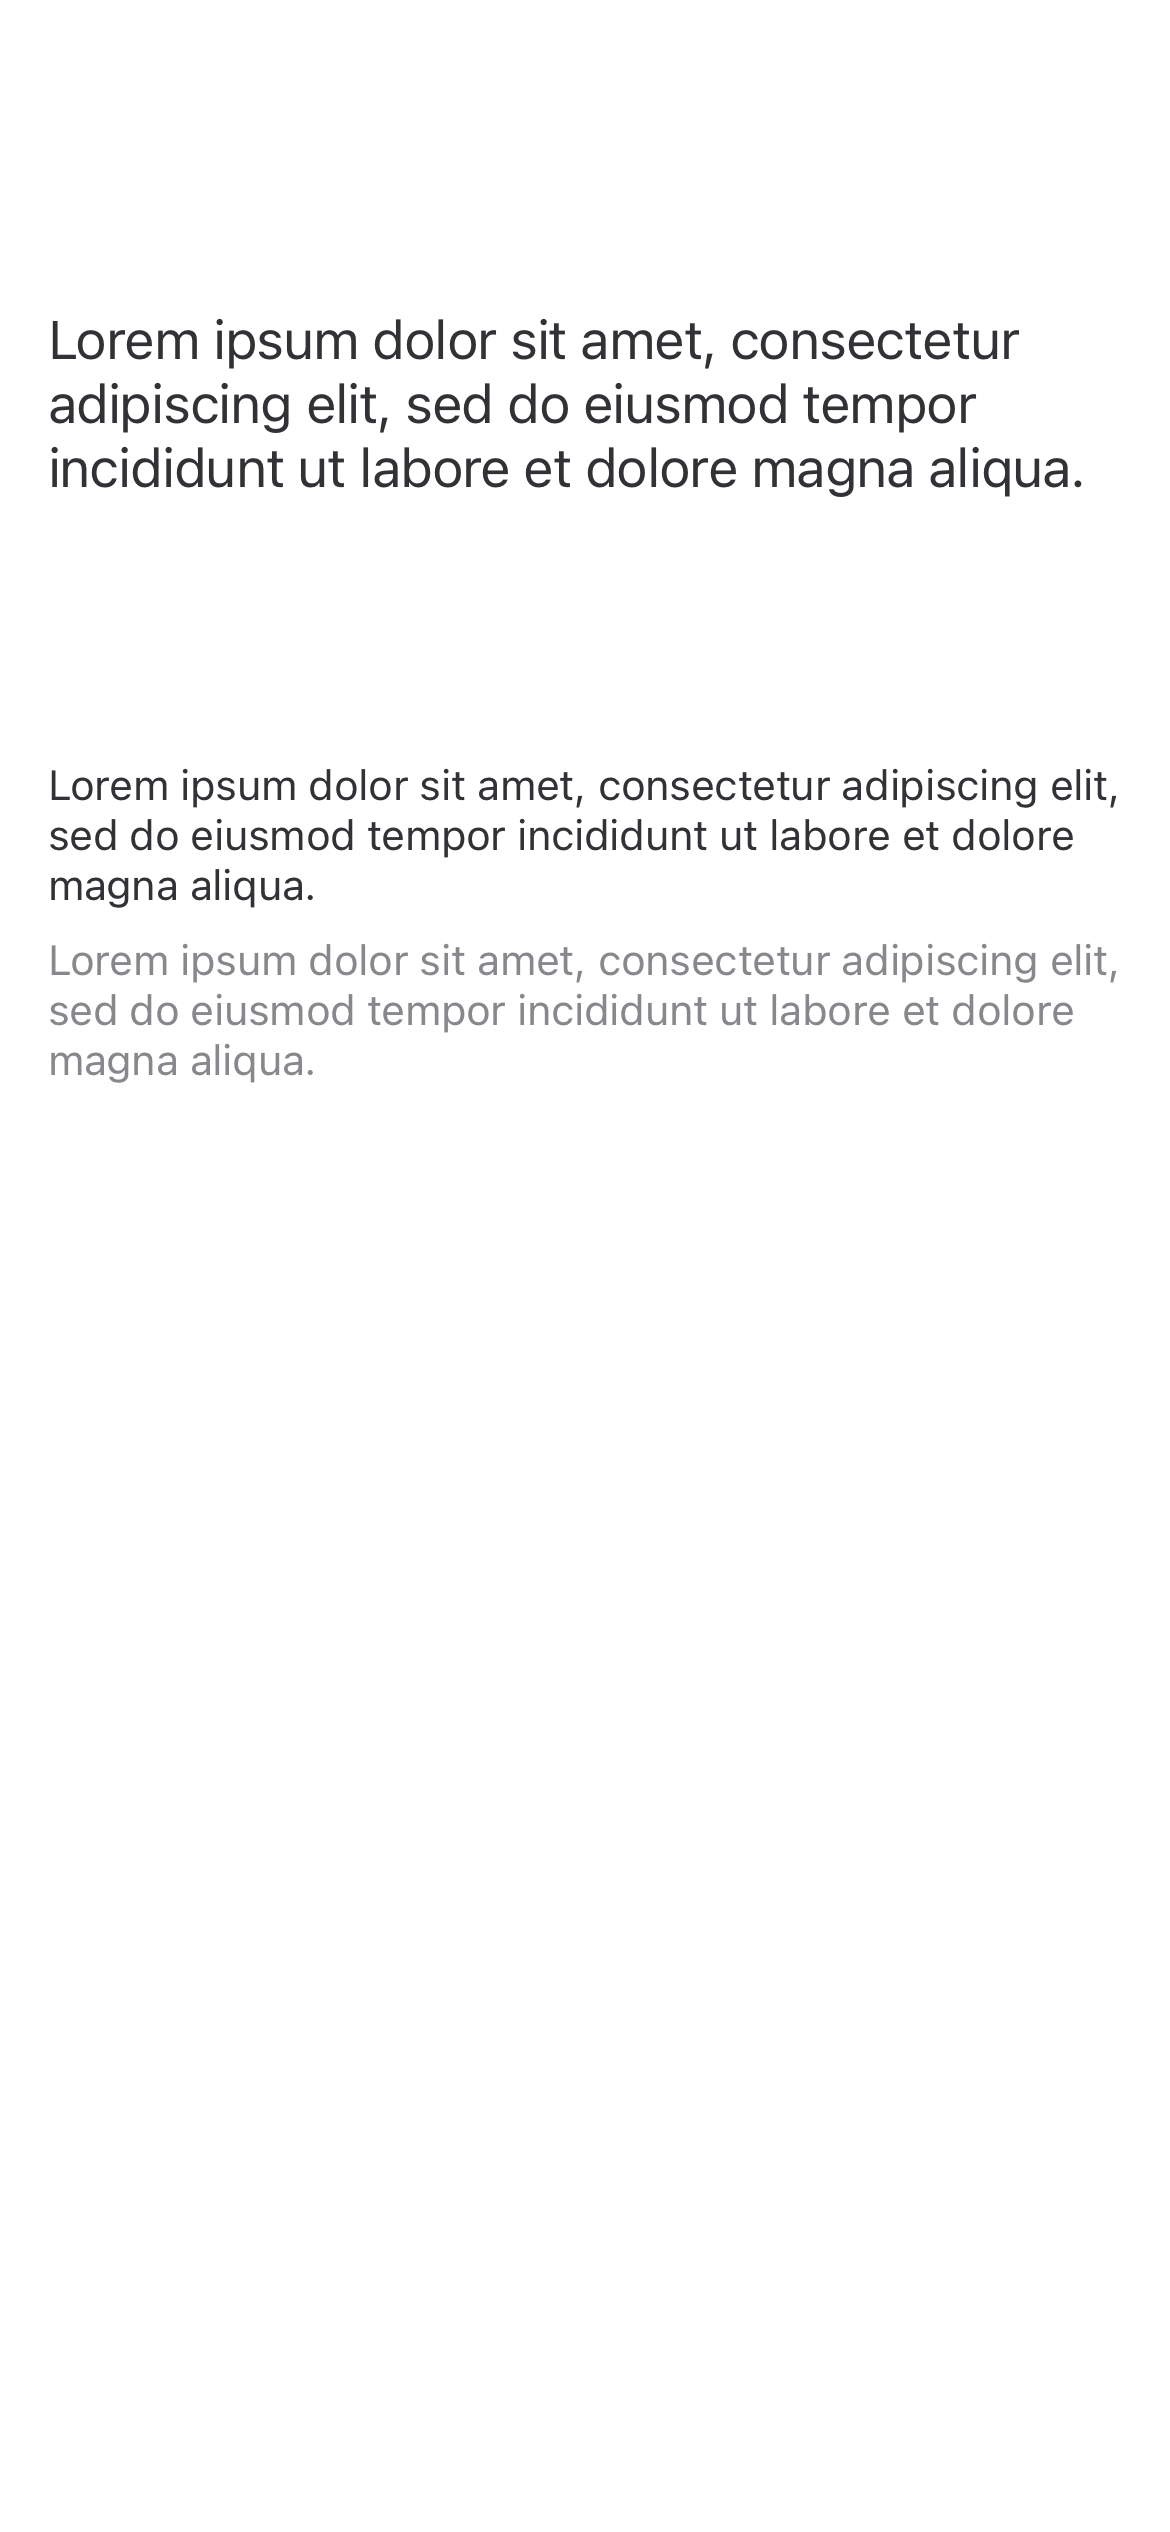 Lorem ipsum dolor sit amet, consectetur
adipiscing elit, sed do eiusmod tempor
incididunt ut labore et dolore magna aliqua.
Lorem ipsum dolor sit amet, consectetur adipiscing elit,
sed do eiusmod tempor incididunt ut labore et dolore
magna aliqua.
Lorem ipsum dolor sit amet, consectetur adipiscing elit,
sed do eiusmod tempor incididunt ut labore et dolore
magna aliqua.